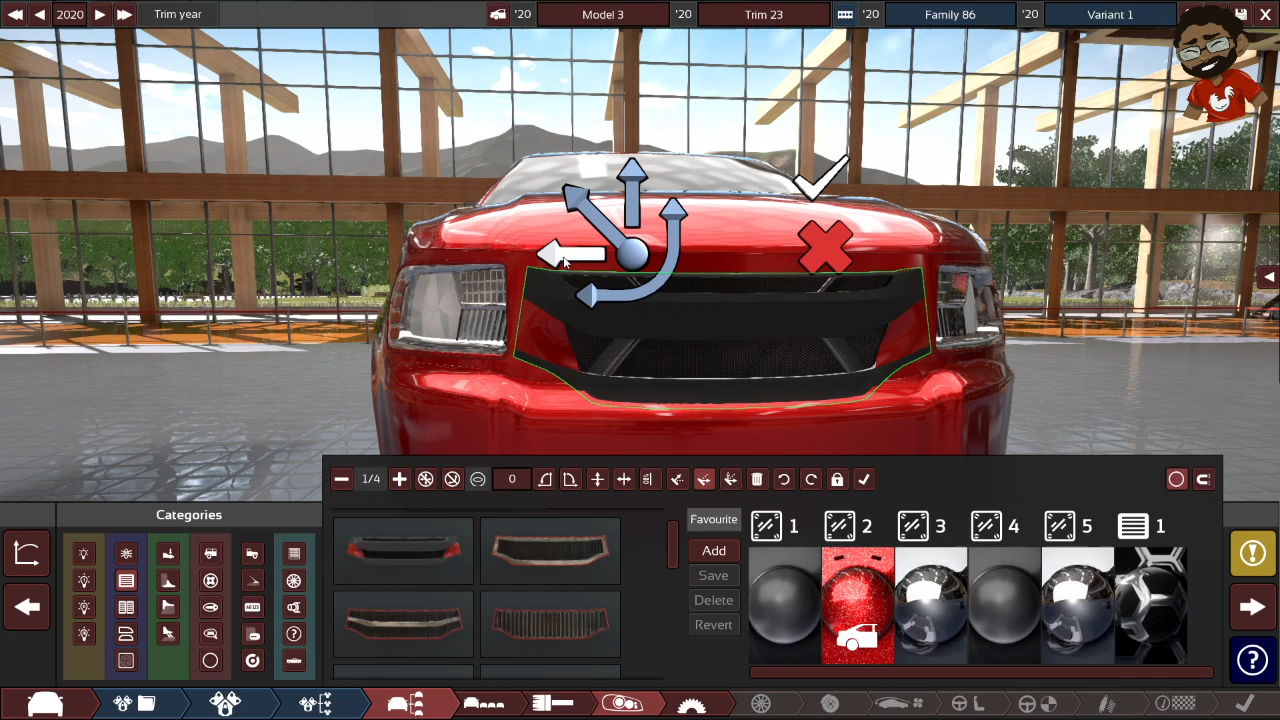 2020 Trim year '20 Model 3 '20 Trim 23 '20 Family 86 '20 Variant 1
1/4 0
Categories
Favourite
Add
Save
Delete
Revert
1 2 3 4 5 1
?